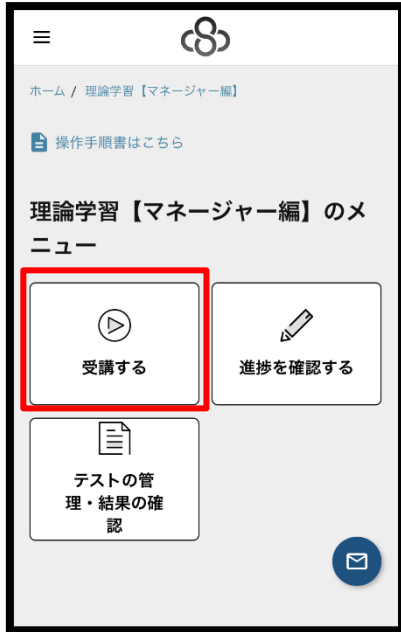 ホーム / 理論学習【マネージャー編】
操作手順書はこちら
理論学習【マネージャー編】のメ
ニュー
受講する
進捗を確認する
テストの管
理・結果の確
認